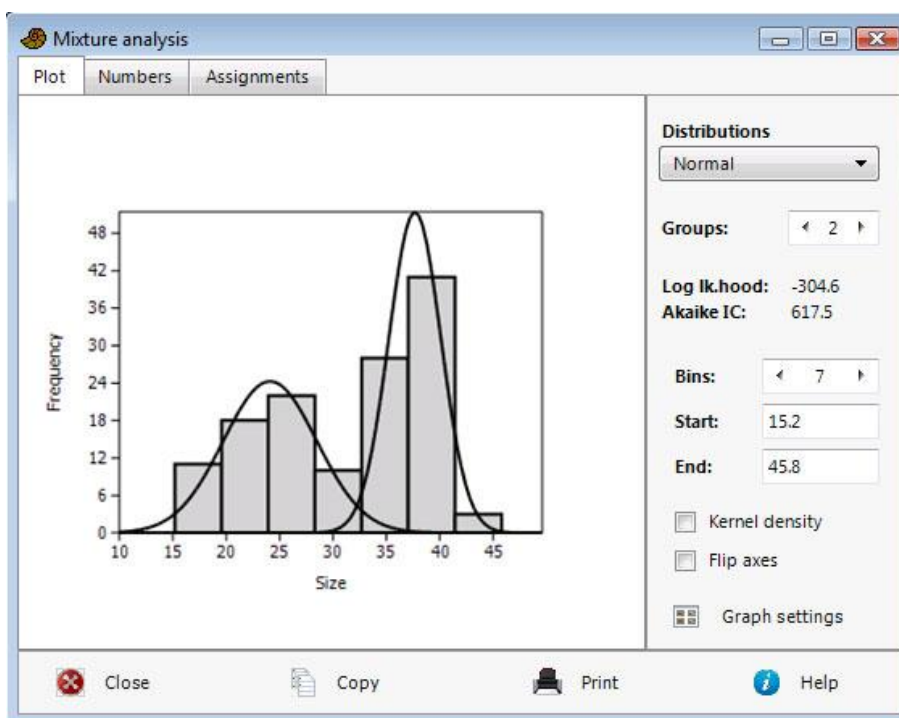 Mixture analysis
Plot Numbers Assignments
Distributions
Normal
Groups: 2
Log lk.hood: -304.6
Akaike IC: 617.5
Bins: 7
Start: 15.2
End: 45.8
Kernel density
Flip axes
Graph settings
Frequency
48
42
36
30
24
18
12
6
0
10 15 20 25 30 35 40 45
Size
Close Copy Print Help